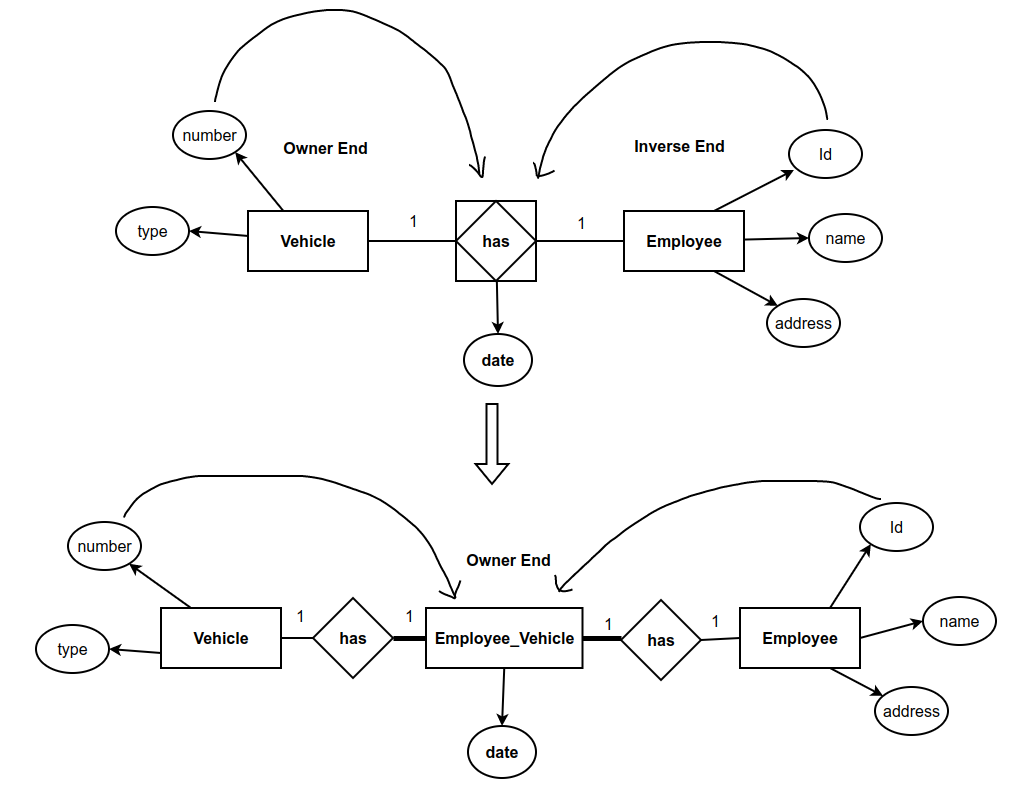 number
Owner End
Inverse End
Id
type
Vehicle
1
has
1
Employee
name
address
date
number
Owner End
Id
type
Vehicle
1
has
1
Employee_Vehicle
1
has
1
Employee
name
address
date